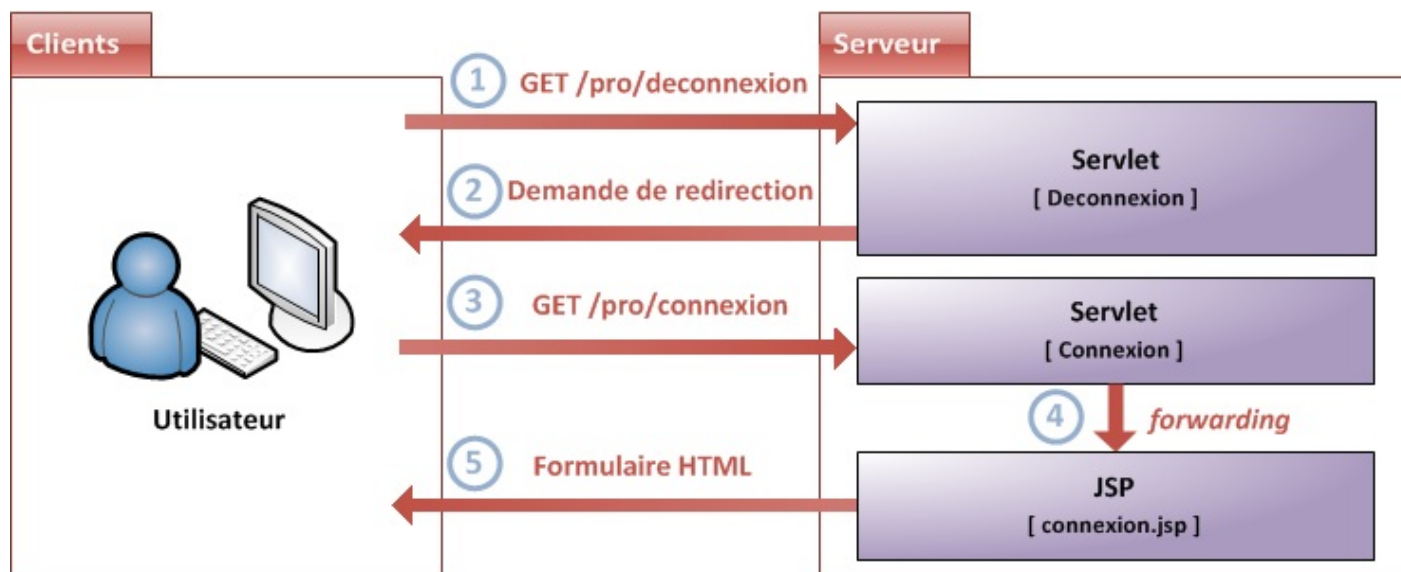 Clients
Serveur
1 GET /pro/deconnexion
Servlet
[ Deconnexion ]
2 Demande de redirection
3 GET /pro/connexion
Servlet
[ Connexion ]
Utilisateur
4 forwarding
5 Formulaire HTML
JSP
[ connexion.jsp ]